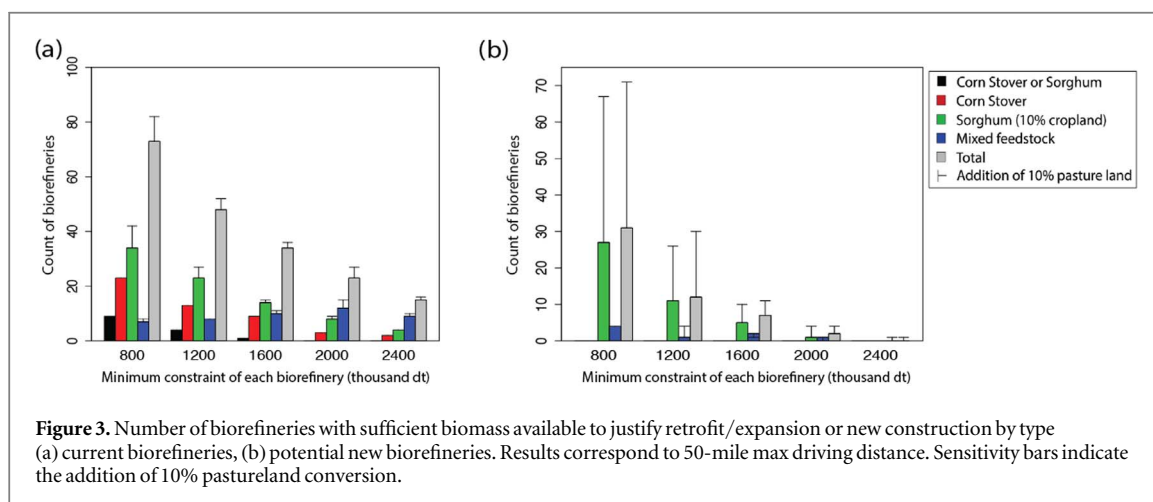 (a)
Count of biorefineries
100
80
60
40
20
0
800 1200 1600 2000 2400
Minimum constraint of each biorefinery (thousand dt)
(b)
Count of biorefineries
70
60
50
40
30
20
10
0
800 1200 1600 2000 2400
Minimum constraint of each biorefinery (thousand dt)
Corn Stover or Sorghum
Corn Stover
Sorghum (10% cropland)
Mixed feedstock
Total
Addition of 10% pasture land
Figure 3. Number of biorefineries with sufficient biomass available to justify retrofit/expansion or new construction by type
(a) current biorefineries, (b) potential new biorefineries. Results correspond to 50-mile max driving distance. Sensitivity bars indicate
the addition of 10% pastureland conversion.